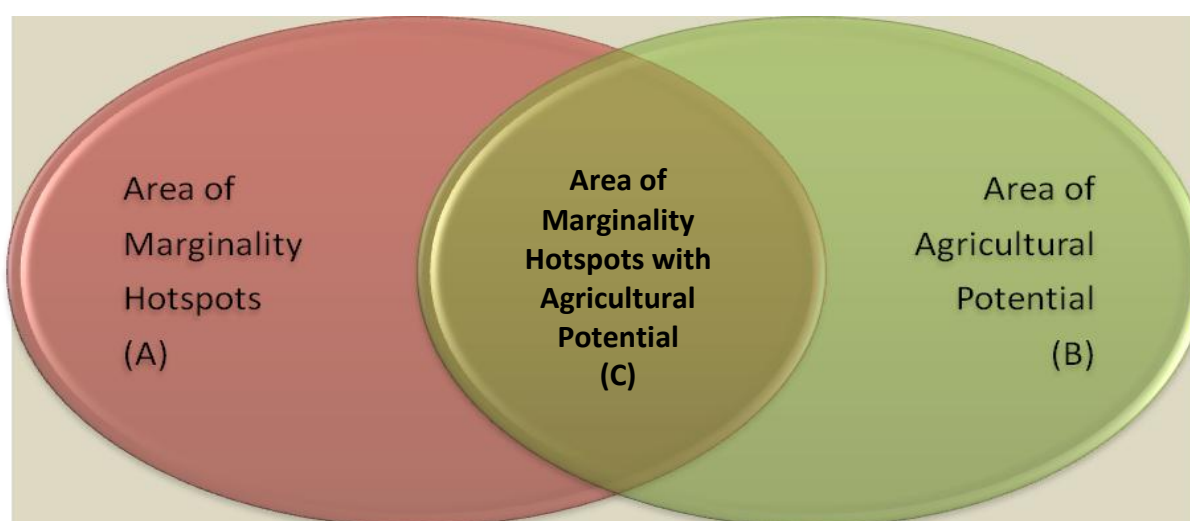 Area of
Marginality
Hotspots
(A)
Area of
Marginality
Hotspots with
Agricultural
Potential
(C)
Area of
Agricultural
Potential
(B)